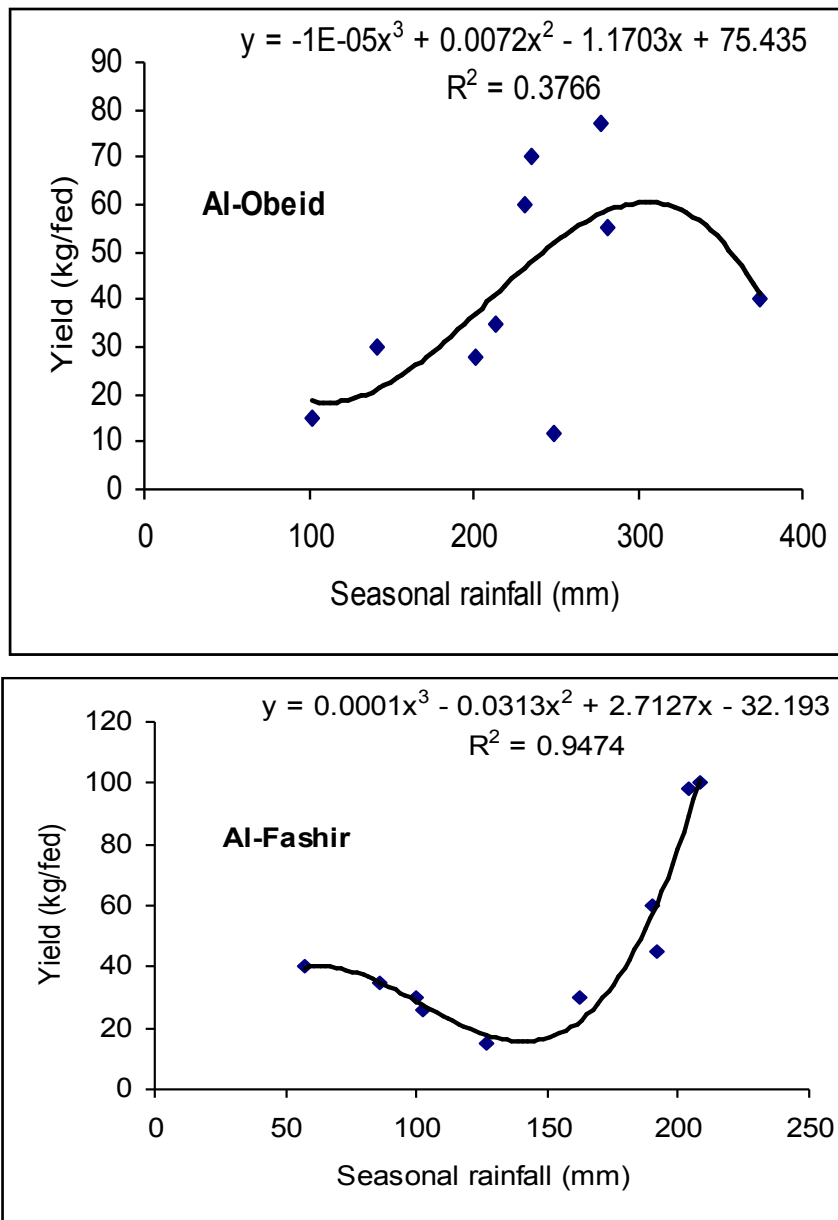 y = -1E-05x³ + 0.0072x² - 1.1703x + 75.435
R² = 0.3766
90
80
70
60
50
40
30
20
10
0
Yield (kg/fed)
Al-Obeid
0 100 200 300 400
Seasonal rainfall (mm)
y = 0.0001x³ - 0.0313x² + 2.7127x - 32.193
R² = 0.9474
120
100
80
60
40
20
0
Yield (kg/fed)
Al-Fashir
0 50 100 150 200 250
Seasonal rainfall (mm)